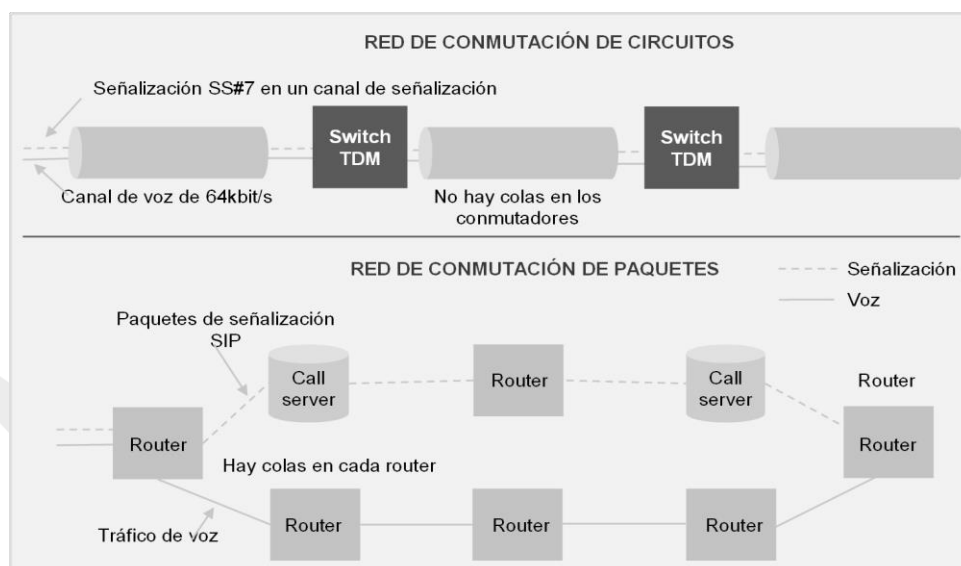 RED DE CONMUTACIÓN DE CIRCUITOS
Señalización SS#7 en un canal de señalización
Switch
TDM
Switch
TDM
Canal de voz de 64kbit/s
No hay colas en los
conmutadores
RED DE CONMUTACIÓN DE PAQUETES
Señalización
Voz
Paquetes de señalización
SIP
Call
server
Router
Call
server
Router
Router
Router
Hay colas en cada router
Router
Router
Router
Tráfico de voz